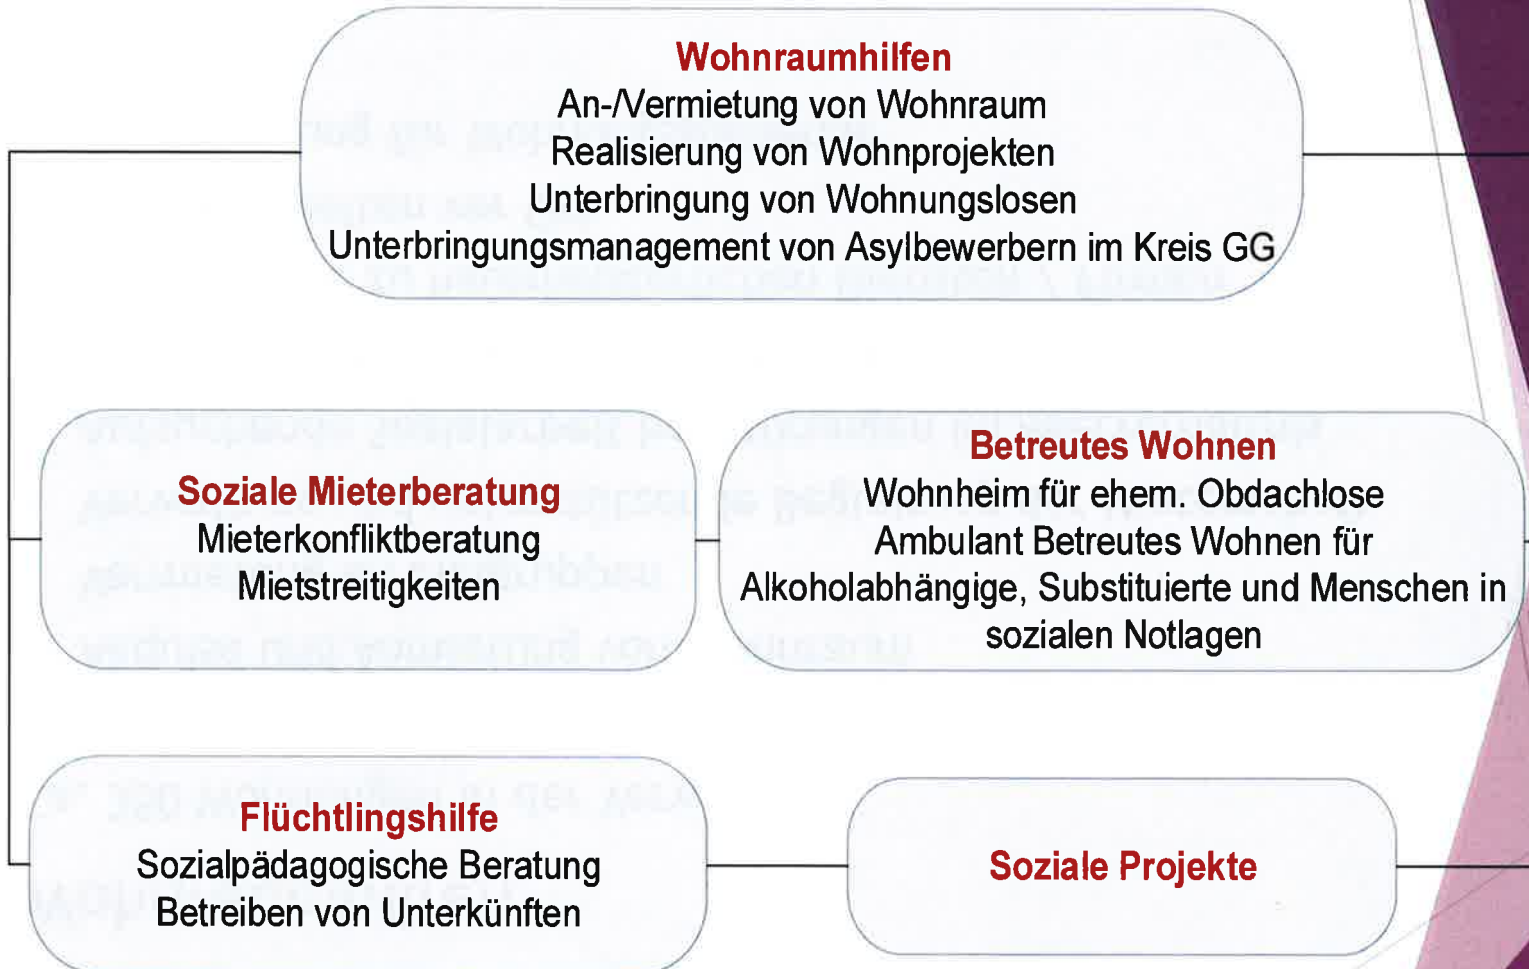 Wohnraumhilfen
An-/Vermietung von Wohnraum
Realisierung von Wohnprojekten
Unterbringung von Wohnungslosen
Unterbringungsmanagement von Asylbewerbern im Kreis GG
Soziale Mieterberatung
Mieterkonfliktberatung
Mietstreitigkeiten
Betreutes Wohnen
Wohnheim für ehem. Obdachlose
Ambulant Betreutes Wohnen für
Alkoholabhängige, Substituierte und Menschen in
sozialen Notlagen
Flüchtlingshilfe
Sozialpädagogische Beratung
Betreiben von Unterkünften
Soziale Projekte